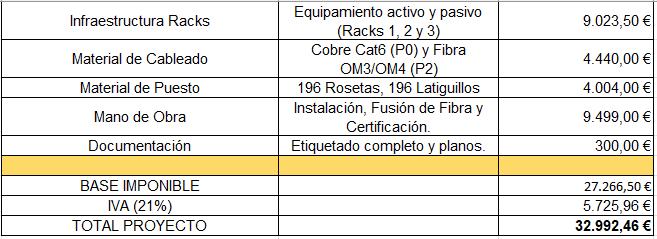 Infraestructura Racks Equipamiento activo y pasivo (Racks 1, 2 y 3) 9.023,50 €
Material de Cableado Cobre Cat6 (P0) y Fibra OM3/OM4 (P2) 4.440,00 €
Material de Puesto 196 Rosetas, 196 Latiguillos 4.004,00 €
Mano de Obra Instalación, Fusión de Fibra y Certificación. 9.499,00 €
Documentación Etiquetado completo y planos. 300,00 €
BASE IMPONIBLE 27.266,50 €
IVA (21%) 5.725,96 €
TOTAL PROYECTO 32.992,46 €